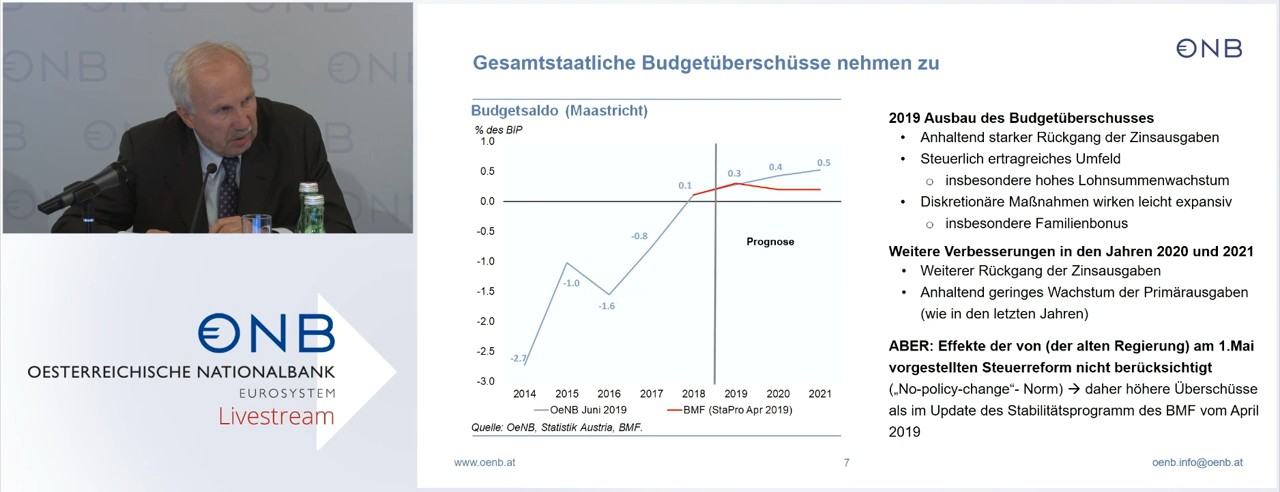 ONB
ONB
ONB
€NB
OESTERREICHISCHE NATIONALBANK
EUROSYSTEM
Livestream
€NB
Gesamtstaatliche Budgetüberschüsse nehmen zu
Budgetsaldo (Maastricht)
% des BIP
1.0
0.5
0.0
-0.5
-1.0
-1.5
-2.0
-2.5
-3.0
-2.7
-1.0
-1.6
-0.8
0.1
0.3
0.4
0.5
Prognose
2014 2015 2016 2017 2018 2019 2020 2021
OeNB Juni 2019 BMF (StaPro Apr 2019)
Quelle: OeNB, Statistik Austria, BMF.
2019 Ausbau des Budgetüberschusses
• Anhaltend starker Rückgang der Zinsausgaben
• Steuerlich ertragreiches Umfeld
o insbesondere hohes Lohnsummenwachstum
• Diskretionäre Maßnahmen wirken leicht expansiv
o insbesondere Familienbonus
Weitere Verbesserungen in den Jahren 2020 und 2021
• Weiterer Rückgang der Zinsausgaben
• Anhaltend geringes Wachstum der Primärausgaben
(wie in den letzten Jahren)
ABER: Effekte der von (der alten Regierung) am 1.Mai
vorgestellten Steuerreform nicht berücksichtigt
(„No-policy-change“- Norm) → daher höhere Überschüsse
als im Update des Stabilitätsprogramm des BMF vom April
2019
www.oenb.at
7
oenb.info@oenb.at